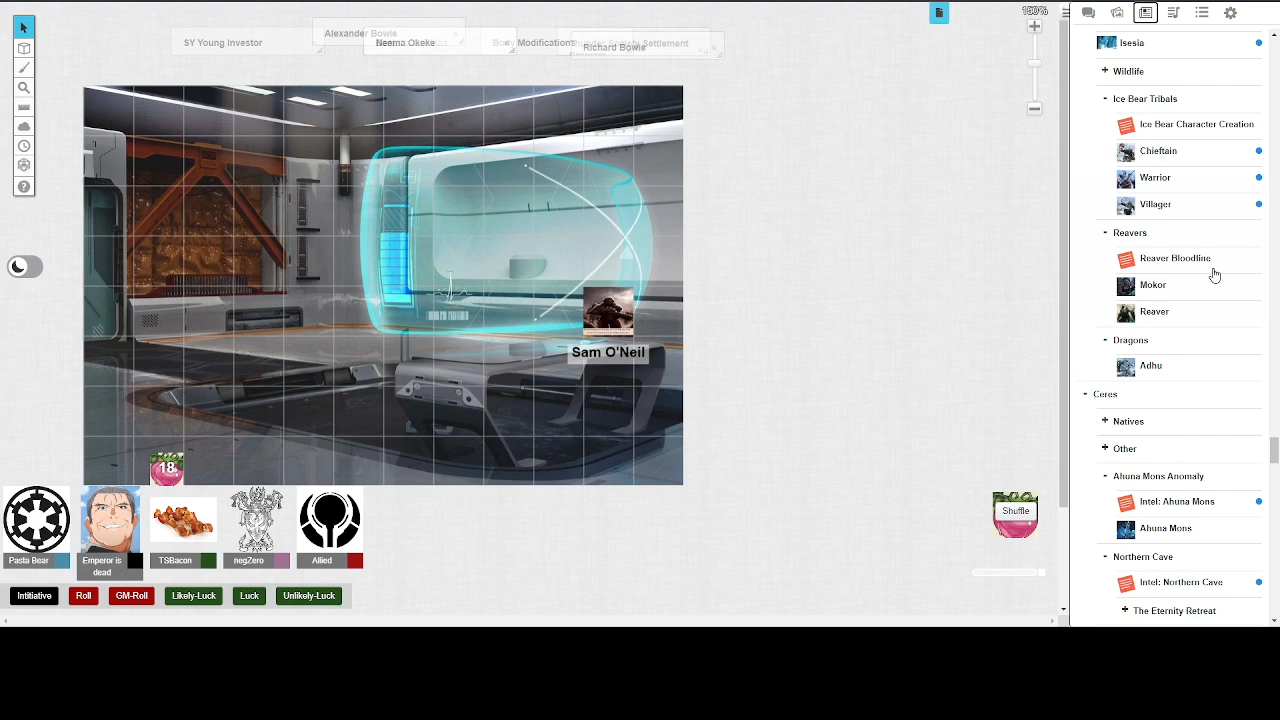 180%
Alexander Bowie
SY Young Investor
Neema Okeke
Modifications
Settlement
Richard Bowie
Sam O'Neil
18
Shuffle
Pasta Bear
Emperor is
dead
TSBacon
negZero
Allied
Intitiative
Roll
GM-Roll
Likely-Luck
Luck
Unlikely-Luck
Isesia
+ Wildlife
- Ice Bear Tribals
Ice Bear Character Creation
Chieftain
Warrior
Villager
- Reavers
Reaver Bloodline
Mokor
Reaver
- Dragons
Adhu
- Ceres
+ Natives
+ Other
- Ahuna Mons Anomaly
Intel: Ahuna Mons
Ahuna Mons
- Northern Cave
Intel: Northern Cave
+ The Eternity Retreat